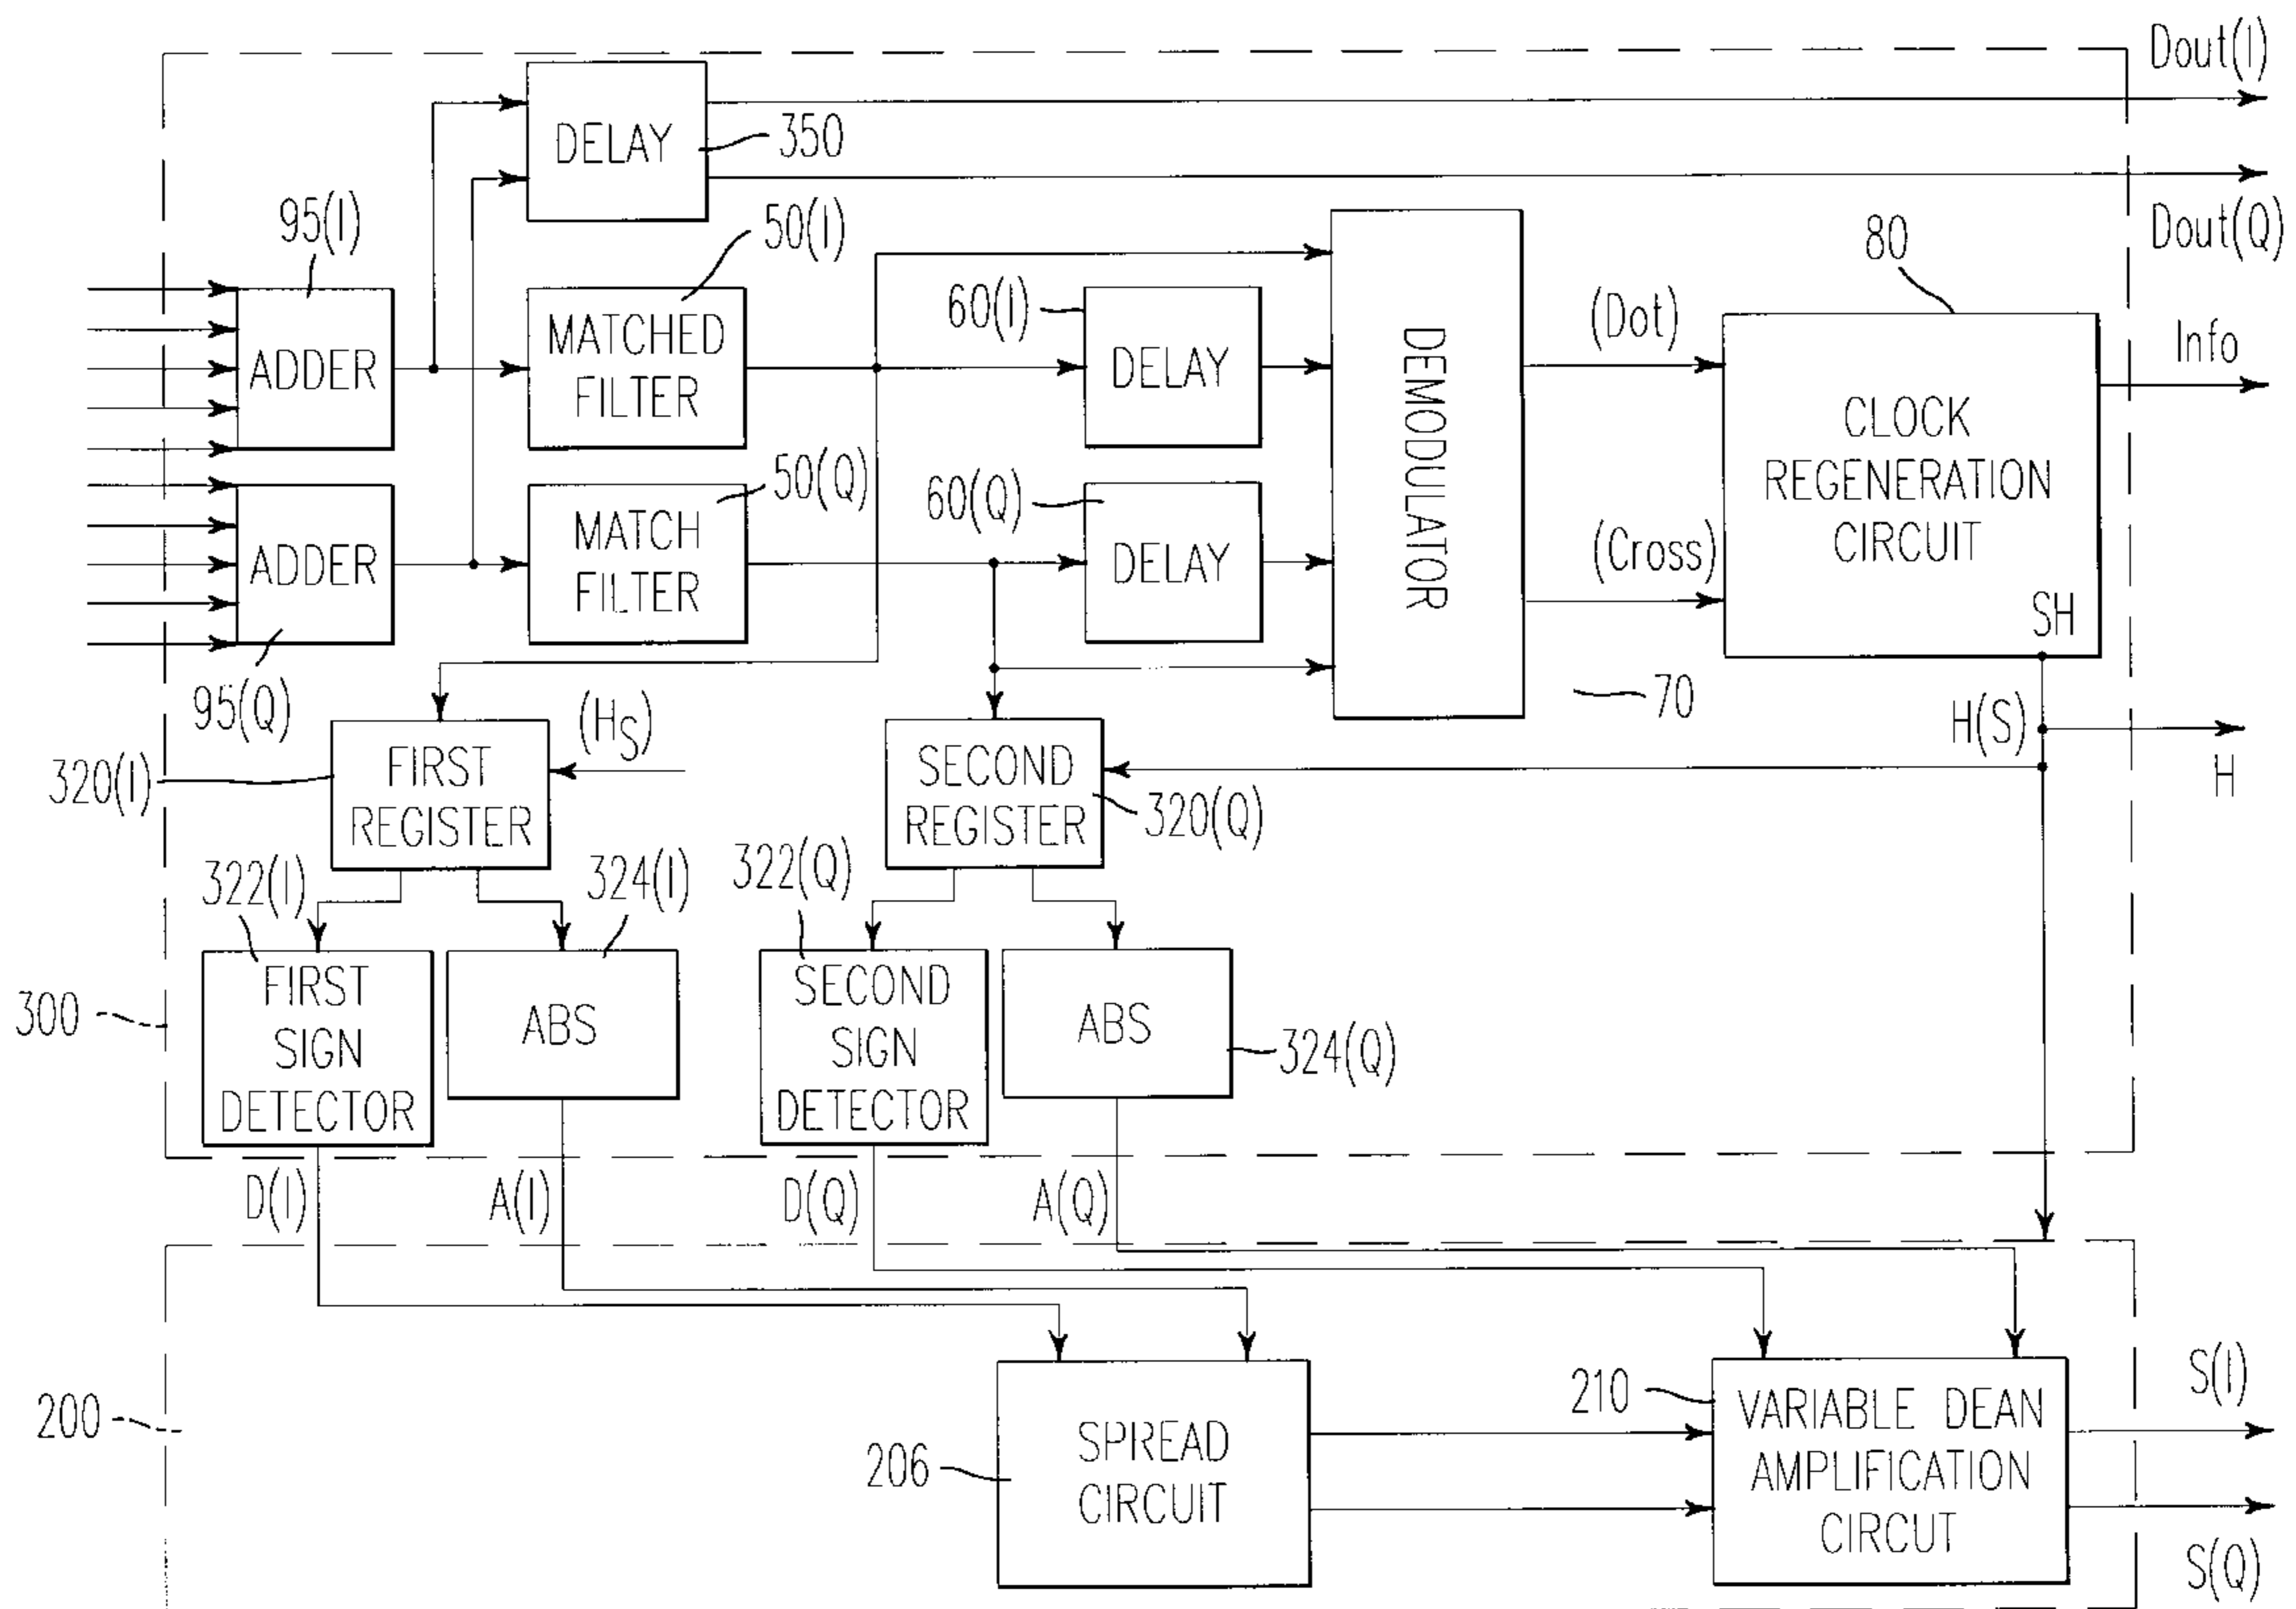 Dout(I)
DELAY
350
Dout(Q)
95(I)
50(I)
80
ADDER
MATCHED
FILTER
60(I)
DELAY
DEMODULATOR
(Dot)
CLOCK
REGENERATION
CIRCUIT
SH
Info
ADDER
95(Q)
MATCH
FILTER
50(Q)
60(Q)
DELAY
(Cross)
70
H(S)
H
320(I)
FIRST
REGISTER
(HS)
SECOND
REGISTER
320(Q)
322(I)
324(I)
322(Q)
300
FIRST
SIGN
DETECTOR
ABS
SECOND
SIGN
DETECTOR
ABS
324(Q)
D(I)
A(I)
D(Q)
A(Q)
200
206
SPREAD
CIRCUIT
210
VARIABLE DEAN
AMPLIFICATION
CIRCUT
S(I)
S(Q)